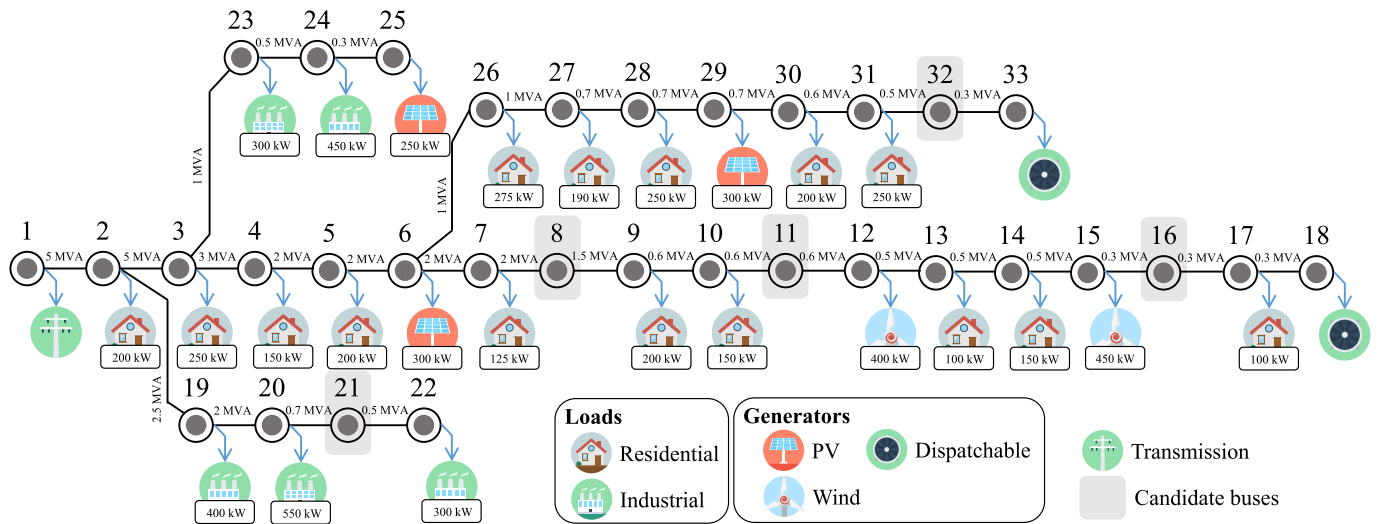 23 24 25
0.5 MVA 0.3 MVA
300 kW 450 kW 250 kW
1 MVA
26 27 28 29 30 31 32 33
1 MVA 0.7 MVA 0.7 MVA 0.7 MVA 0.6 MVA 0.5 MVA 0.3 MVA
275 kW 190 kW 250 kW 300 kW 200 kW 250 kW
1 MVA
1 2 3 4 5 6 7 8 9 10 11 12 13 14 15 16 17 18
5 MVA 5 MVA 3 MVA 2 MVA 2 MVA 2 MVA 2 MVA 1.5 MVA 0.6 MVA 0.6 MVA 0.6 MVA 0.5 MVA 0.5 MVA 0.5 MVA 0.3 MVA 0.3 MVA 0.3 MVA
200 kW 250 kW 150 kW 200 kW 300 kW 125 kW 200 kW 150 kW 400 kW 100 kW 150 kW 450 kW 100 kW
2.5 MVA
19 20 21 22
2 MVA 0.7 MVA 0.5 MVA
400 kW 550 kW 300 kW
Loads
Residential
Industrial
Generators
PV Dispatchable
Wind
Transmission
Candidate buses